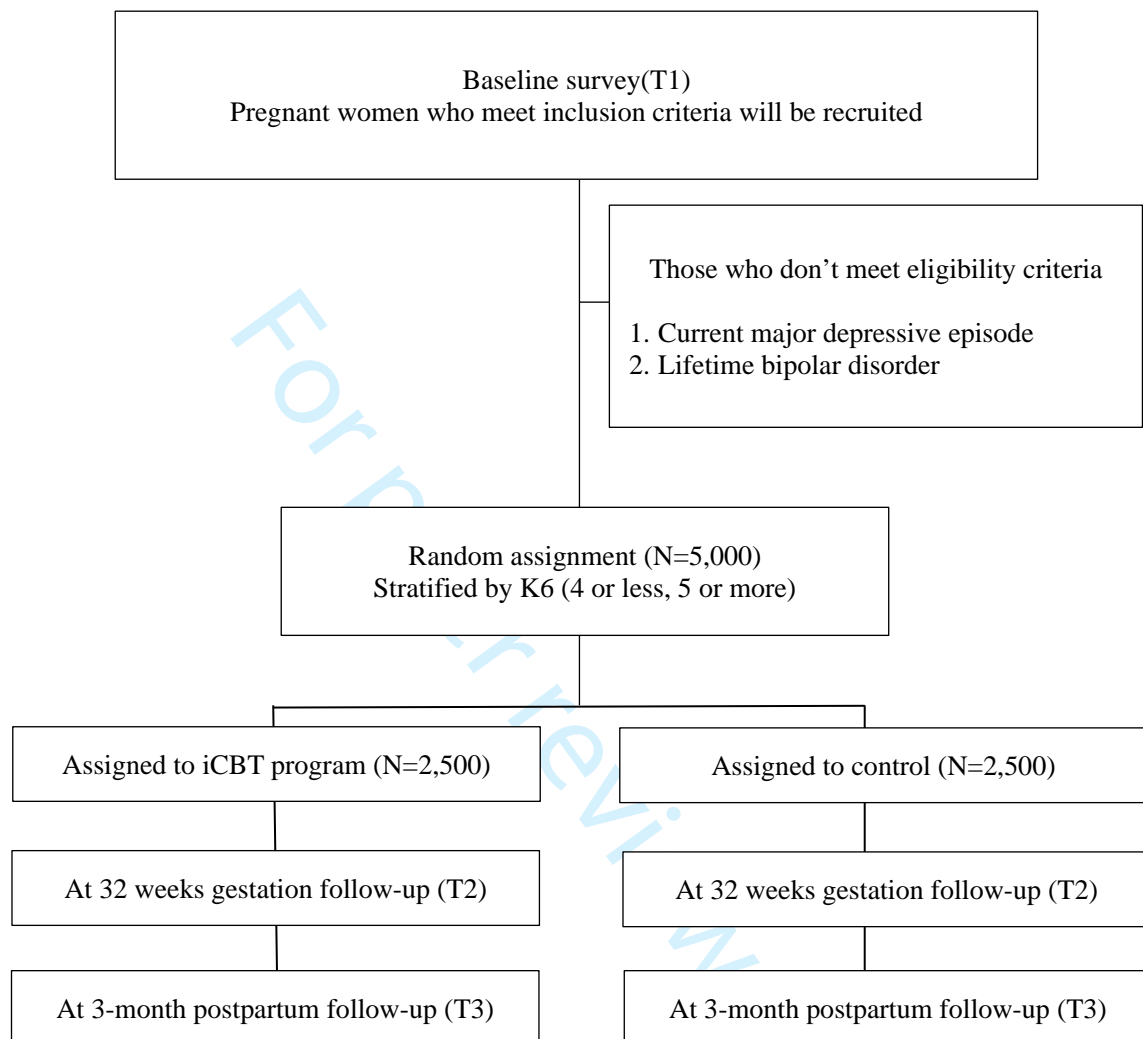 Baseline survey(T1)
Pregnant women who meet inclusion criteria will be recruited
Those who don’t meet eligibility criteria
1. Current major depressive episode
2. Lifetime bipolar disorder
Random assignment (N=5,000)
Stratified by K6 (4 or less, 5 or more)
Assigned to iCBT program (N=2,500)
Assigned to control (N=2,500)
At 32 weeks gestation follow-up (T2)
At 32 weeks gestation follow-up (T2)
At 3-month postpartum follow-up (T3)
At 3-month postpartum follow-up (T3)